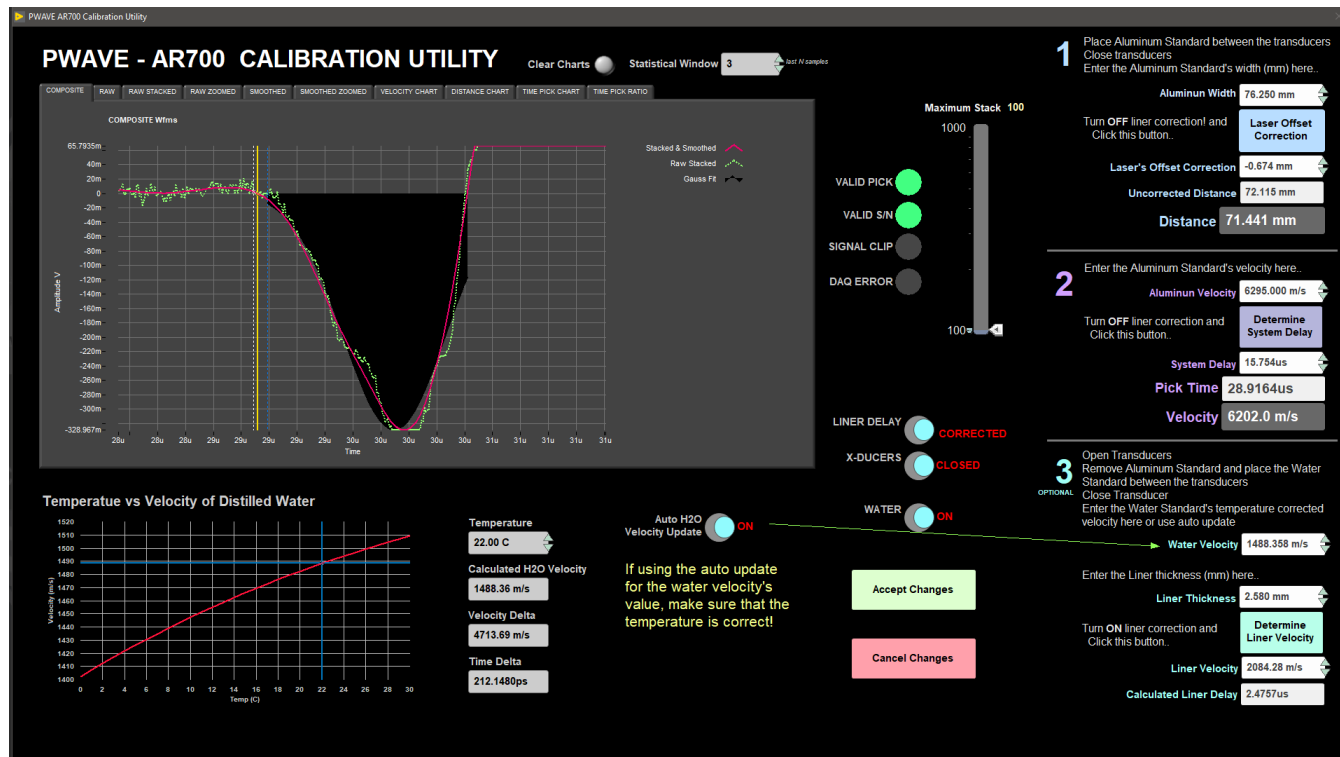 PWAVE AR700 Calibration Utility
PWAVE - AR700 CALIBRATION UTILITY
Clear Charts
Statistical Window 3 last N samples
COMPOSITE RAW RAW STACKED RAW ZOOMED SMOOTHED SMOOTHED ZOOMED VELOCITY CHART DISTANCE CHART TIME PICK CHART TIME PICK RATIO
COMPOSITE Wfms
65.7935m
40m
20m
0
-20m
-40m
-60m
-80m
-100m
-120m
-140m
-160m
-180m
-200m
-220m
-240m
-260m
-280m
-300m
-328.967m
Amplitude V
28u 28u 29u 29u 29u 29u 29u 30u 30u 30u 30u 30u 31u 31u 31u 31u
Time
Stacked & Smoothed
Raw Stacked
Gauss Fit
Maximum Stack 100
1000
100
VALID PICK
VALID S/N
SIGNAL CLIP
DAQ ERROR
LINER DELAY CORRECTED
X-DUCERS CLOSED
WATER ON
Temperatue vs Velocity of Distilled Water
1520
1510
1500
1490
1480
1470
1460
1450
1440
1430
1420
1410
1400
Velocity (m/s)
0 2 4 6 8 10 12 14 16 18 20 22 24 26 28 30
Temp (C)
Temperature
22.00 C
Calculated H2O Velocity
1488.36 m/s
Velocity Delta
4713.69 m/s
Time Delta
212.1480ps
Auto H2O
Velocity Update ON
If using the auto update
for the water velocity's
value, make sure that the
temperature is correct!
Accept Changes
Cancel Changes
1
Place Aluminum Standard between the transducers
Close transducers
Enter the Aluminum Standard's width (mm) here..
Aluminun Width 76.250 mm
Turn OFF liner correction! and
Click this button..
Laser Offset
Correction
Laser's Offset Correction -0.674 mm
Uncorrected Distance 72.115 mm
Distance 71.441 mm
2
Enter the Aluminum Standard's velocity here..
Aluminun Velocity 6295.000 m/s
Turn OFF liner correction and
Click this button..
Determine
System Delay
System Delay 15.754us
Pick Time 28.9164us
Velocity 6202.0 m/s
3
OPTIONAL
Open Transducers
Remove Aluminum Standard and place the Water
Standard between the transducers
Close Transducer
Enter the Water Standard's temperature corrected
velocity here or use auto update
Water Velocity 1488.358 m/s
Enter the Liner thickness (mm) here..
Liner Thickness 2.580 mm
Turn ON liner correction and
Click this button..
Determine
Liner Velocity
Liner Velocity 2084.28 m/s
Calculated Liner Delay 2.4757us